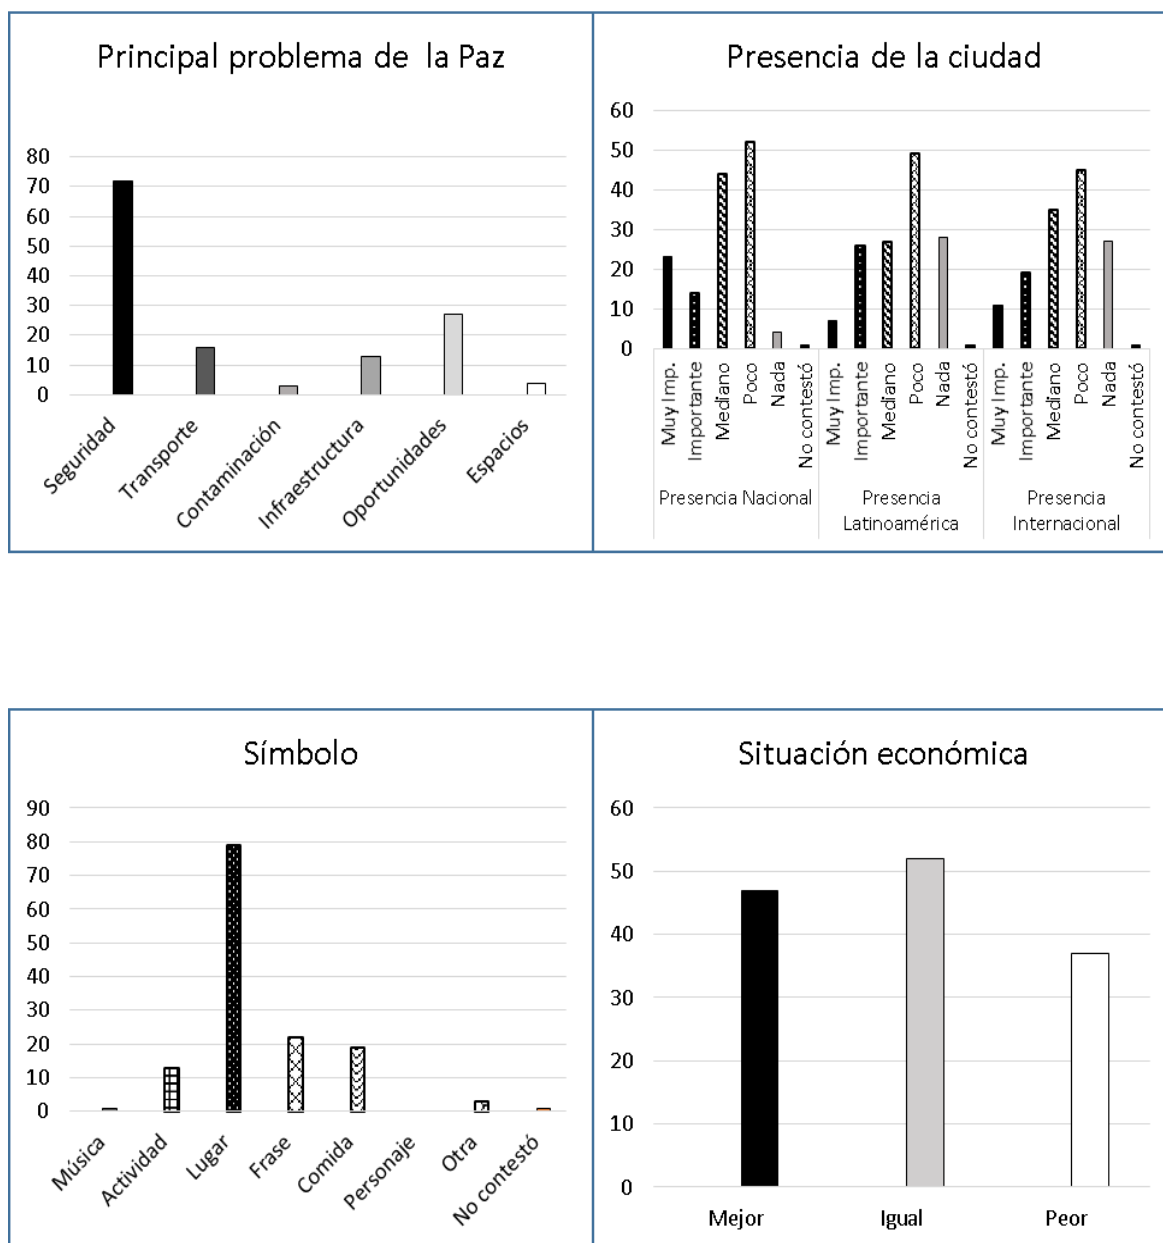 Principal problema de  la Paz
80
70
60
50
40
30
20
10
0
Seguridad
Transporte
Contaminación
Infraestructura
Oportunidades
Espacios
Presencia de la ciudad
60
50
40
30
20
10
0
Muy Imp.
Importante
Mediano
Poco
Nada
No contestó
Muy Imp.
Importante
Mediano
Poco
Nada
No contestó
Muy Imp.
Importante
Mediano
Poco
Nada
No contestó
Presencia Nacional
Presencia
Latinoamérica
Presencia
Internacional
Símbolo
90
80
70
60
50
40
30
20
10
0
Música
Actividad
Lugar
Frase
Comida
Personaje
Otra
No contestó
Situación económica
60
50
40
30
20
10
0
Mejor
Igual
Peor